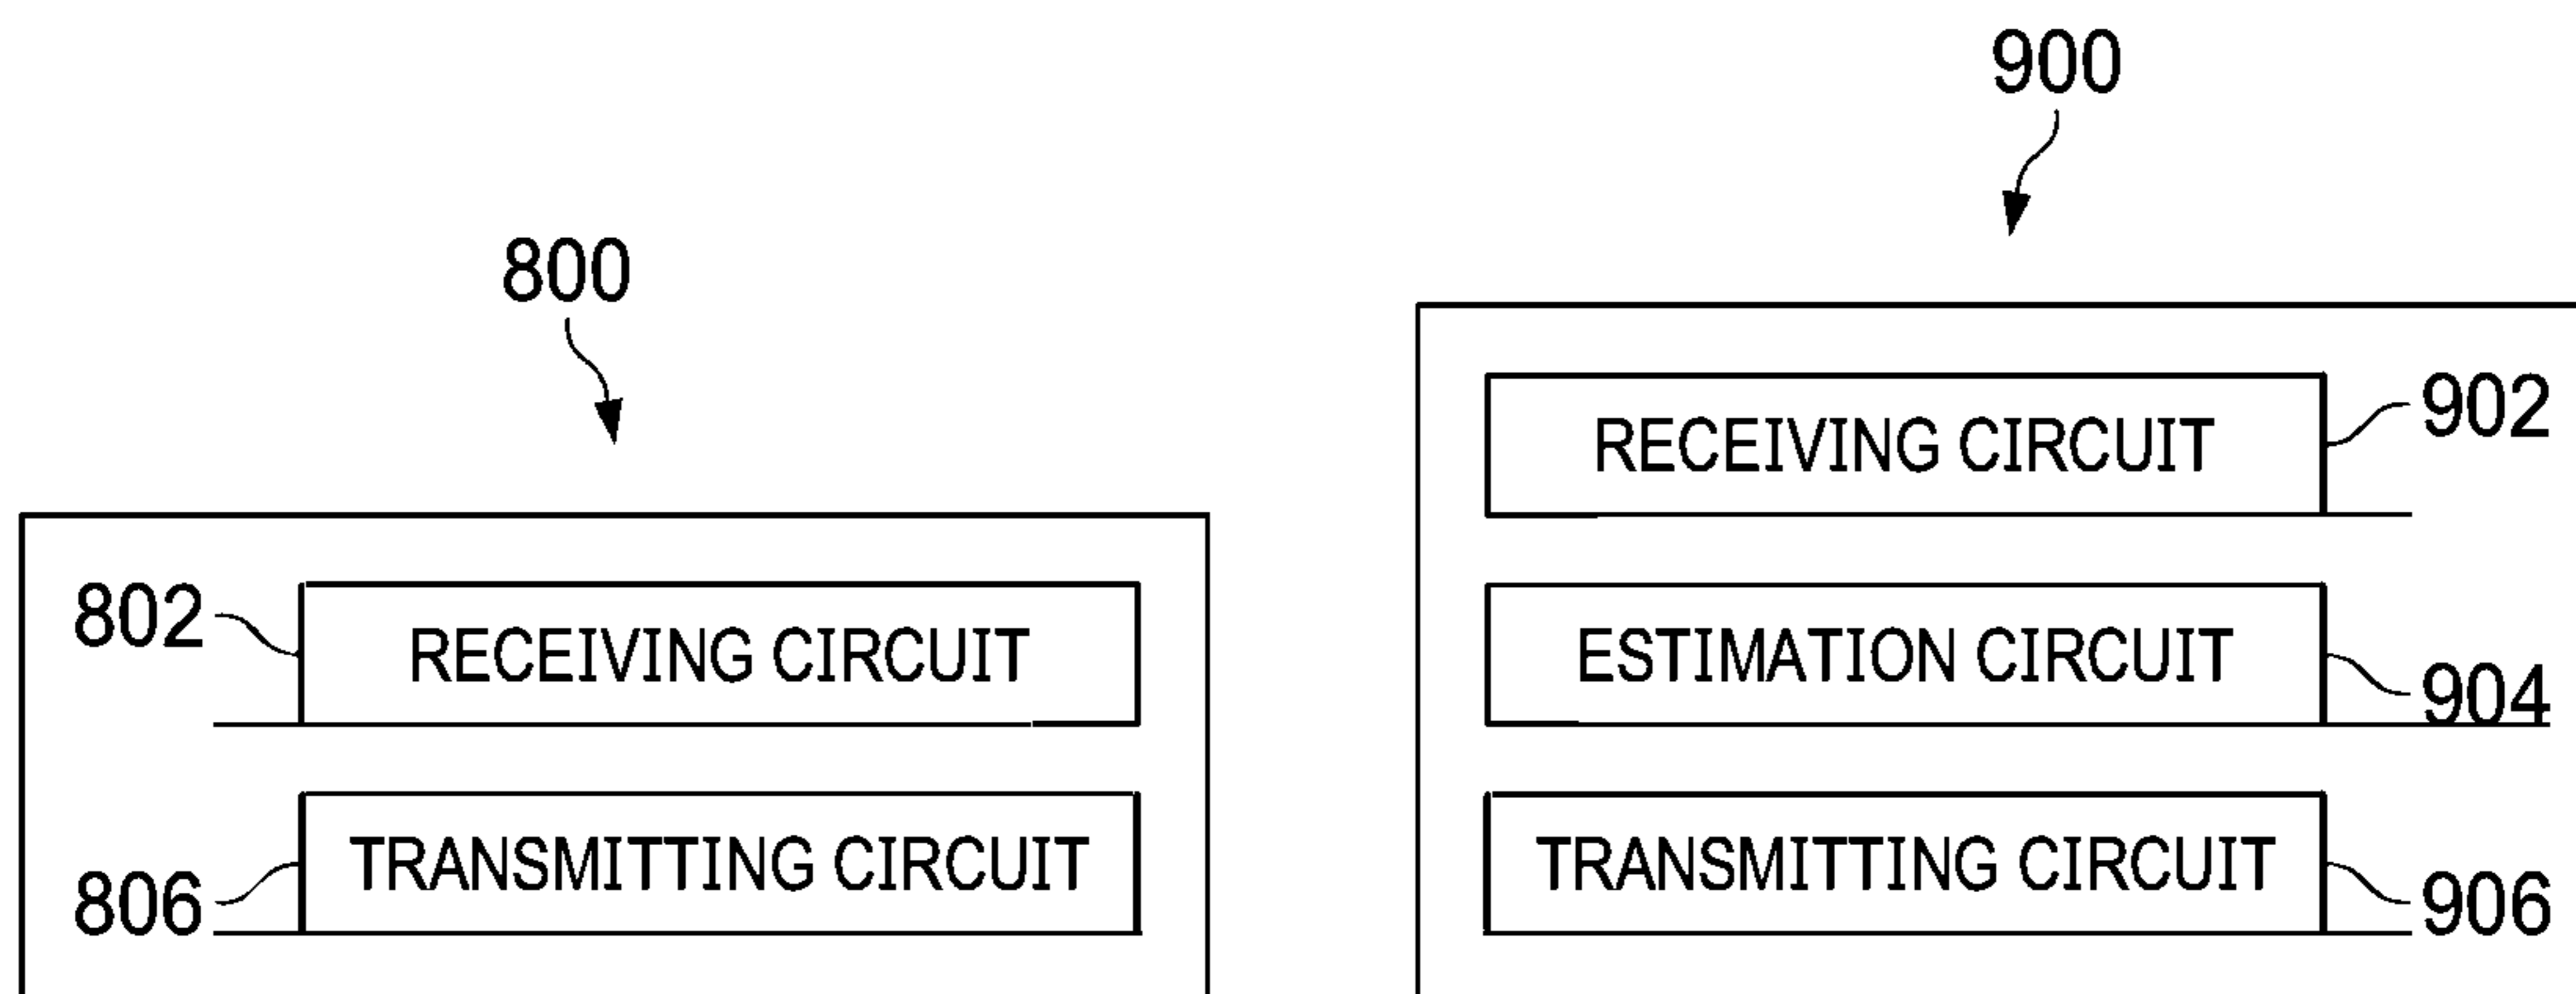 800
802
RECEIVING CIRCUIT
806
TRANSMITTING CIRCUIT
900
RECEIVING CIRCUIT
902
ESTIMATION CIRCUIT
904
TRANSMITTING CIRCUIT
906